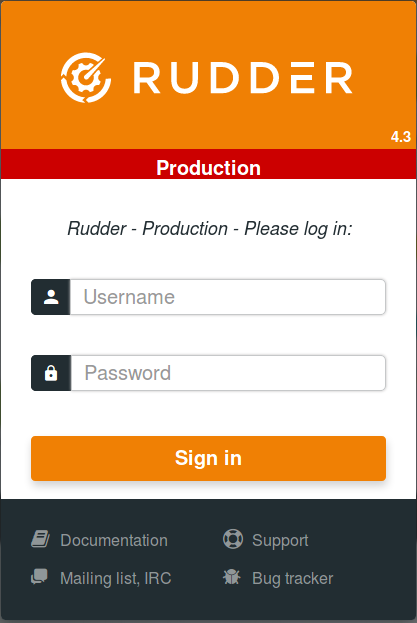 RUDDER
4.3
Production
Rudder - Production - Please log in:
Username
Password
Sign in
Documentation
Support
Mailing list, IRC
Bug tracker